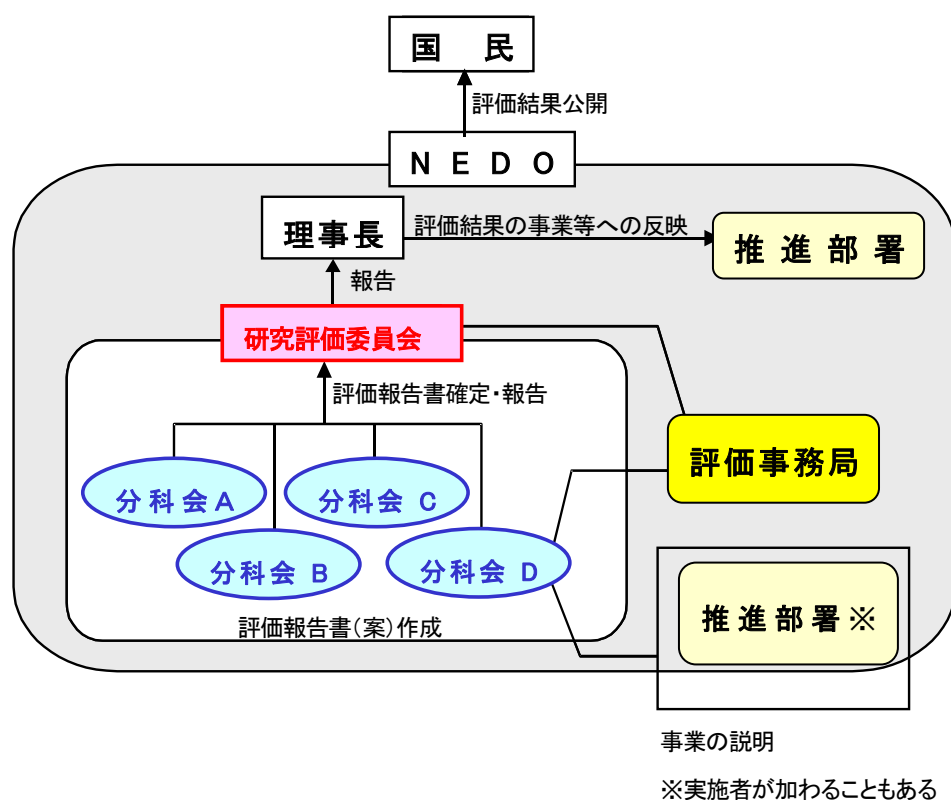 国 民
評価結果公開
N E D O
理事長
評価結果の事業等への反映
推進部署
報告
研究評価委員会
評価報告書確定・報告
評価事務局
分科会A
分科会 C
分科会 B
分科会 D
推進部署※
評価報告書(案)作成
事業の説明
※実施者が加わることもある